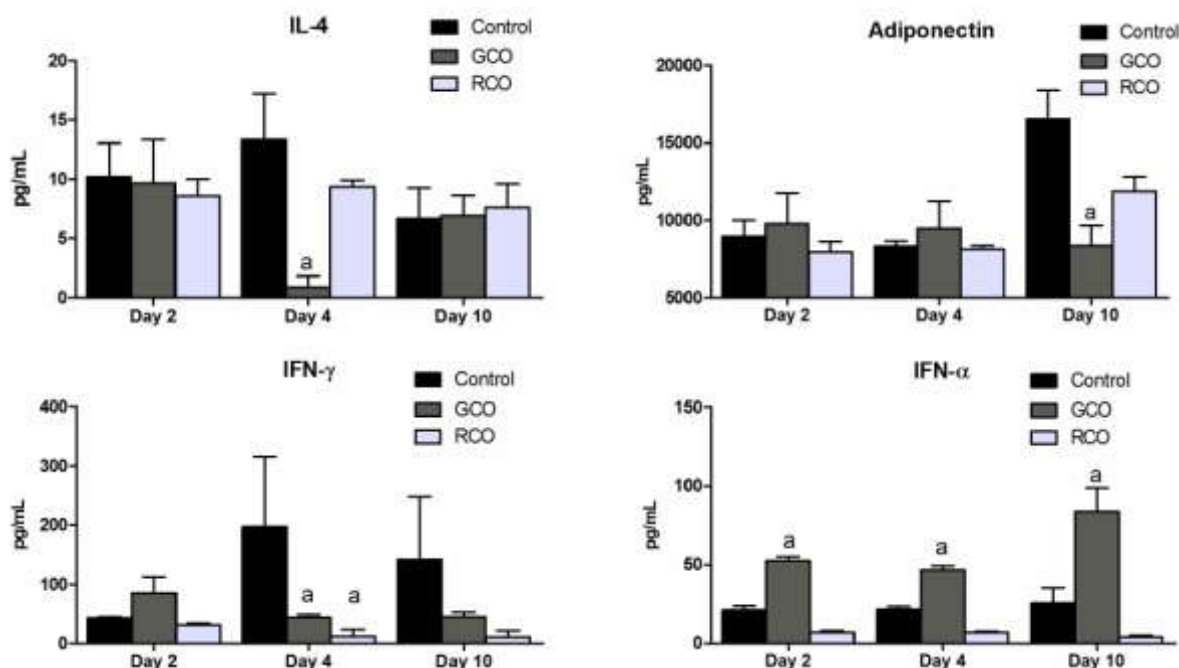 IL-4
Control
GCO
RCO
pg/mL
20
15
10
5
0
a
Day 2 Day 4 Day 10
Adiponectin
Control
GCO
RCO
pg/mL
20000
15000
10000
5000
a
Day 2 Day 4 Day 10
IFN-γ
Control
GCO
RCO
pg/mL
400
300
200
100
0
a a
Day 2 Day 4 Day 10
IFN-α
Control
GCO
RCO
pg/mL
150
100
50
0
a a a
Day 2 Day 4 Day 10